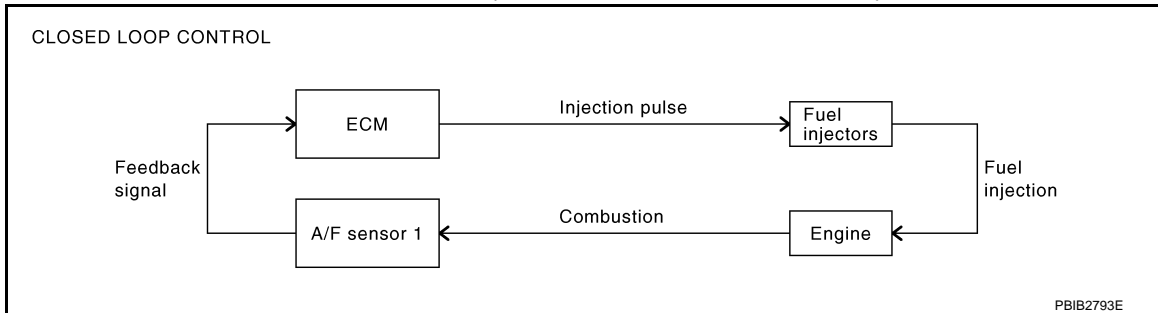 CLOSED LOOP CONTROL
ECM
Injection pulse
Fuel
injectors
Feedback
signal
Fuel
injection
A/F sensor 1
Combustion
Engine
PBIB2793E